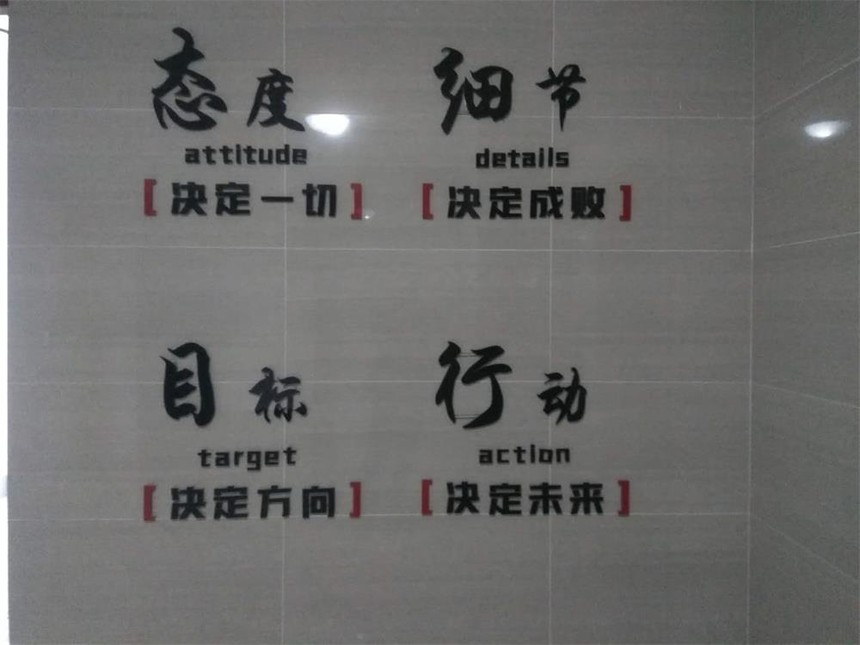 态度
attitude
[决定一切]
细节
details
[决定成败]
目标
target
[决定方向]
行动
action
[决定未来]